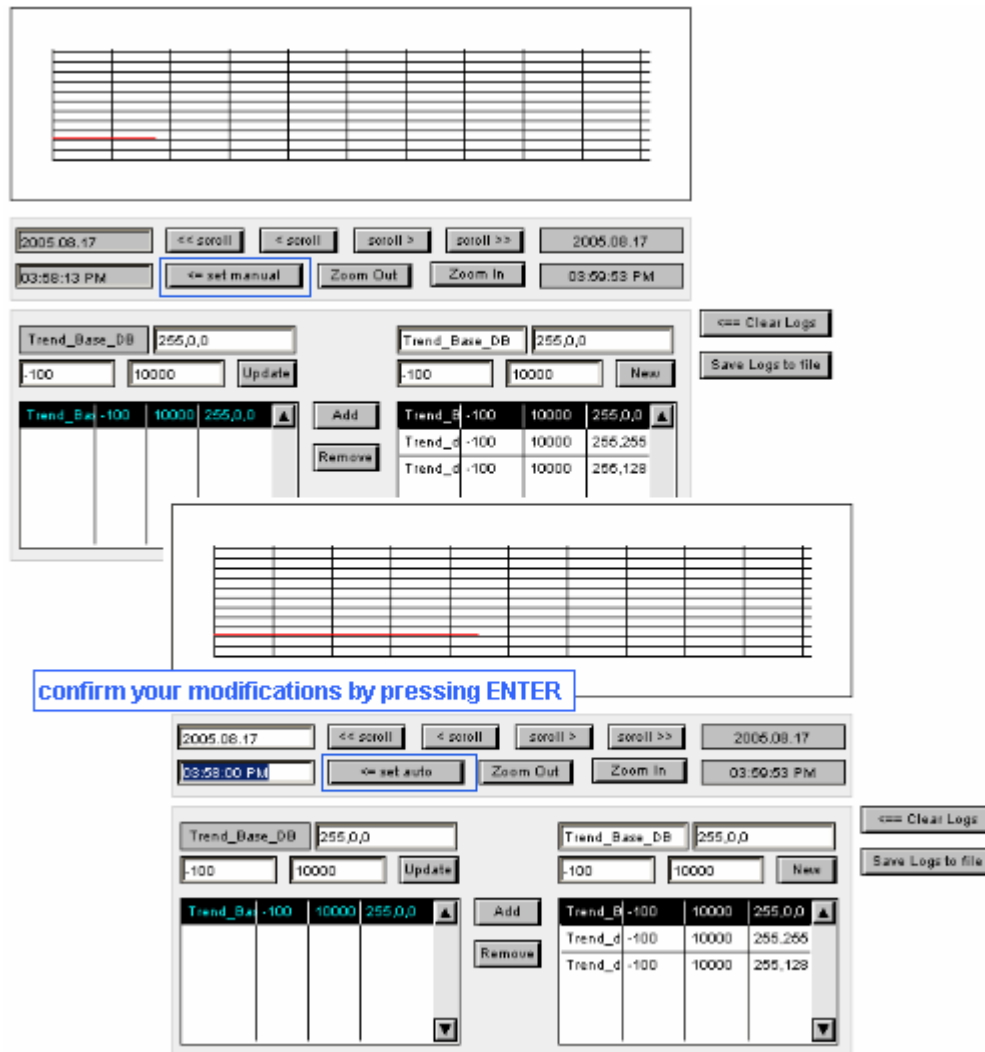 2005.08.17 << scroll < scroll scroll > scroll >> 2005.08.17
03:58:13 PM <= set manual Zoom Out Zoom In 03:59:53 PM
<== Clear Logs
Trend_Base_DB 255,0,0 Trend_Base_DB 255,0,0
Save Logs to file
-100 10000 Update -100 10000 New
Trend_Bas -100 10000 255,0,0 Add Trend_B -100 10000 255,0,0
Trend_d -100 10000 255,255
Remove Trend_d -100 10000 255,128
confirm your modifications by pressing ENTER
2005.08.17 << scroll < scroll scroll > scroll >> 2005.08.17
03:58:00 PM <= set auto Zoom Out Zoom In 03:59:53 PM
<== Clear Logs
Trend_Base_DB 255,0,0 Trend_Base_DB 255,0,0
Save Logs to file
-100 10000 Update -100 10000 New
Trend_Bas -100 10000 255,0,0 Add Trend_B -100 10000 255,0,0
Trend_d -100 10000 255,255
Remove Trend_d -100 10000 255,128